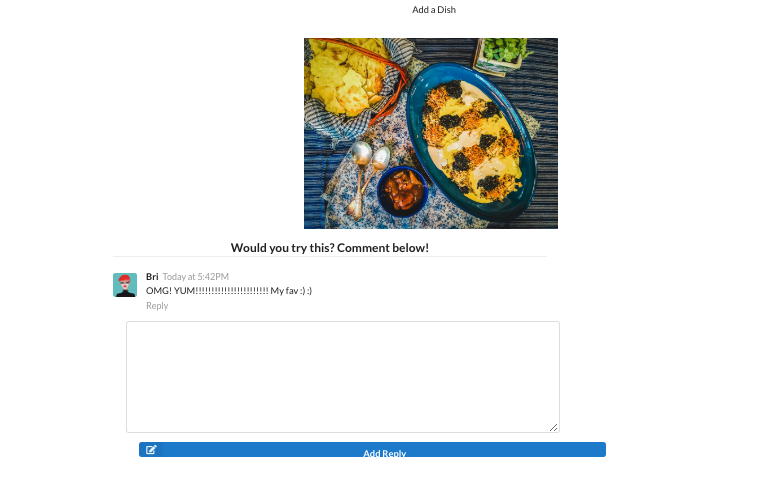 Add a Dish
Would you try this? Comment below!
Bri Today at 5:42PM
OMG! YUM!!!!!!!!!!!!!!!!!!!!!!! My fav :) :)
Reply
Add Reply